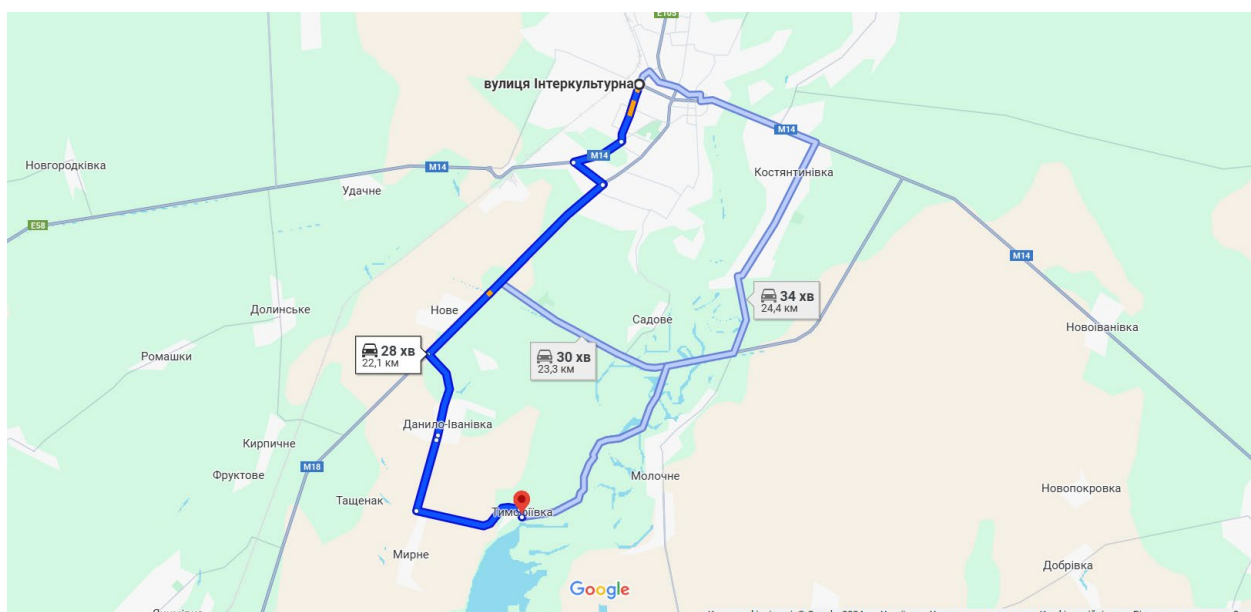 E105
вулиця Інтеркультурна
M14
M14
Новгородківка
M14
Костянтинівка
Удачне
E58
M14
34 хв
24,4 км
Долинське
Нове
Садове
Новоіванівка
Ромашки
28 хв
22,1 км
30 хв
23,3 км
Данило-Іванівка
Кирпичне
M18
Фруктове
Молочне
Тащенак
Новопокровка
Тимофіївка
Мирне
Добрівка
Google